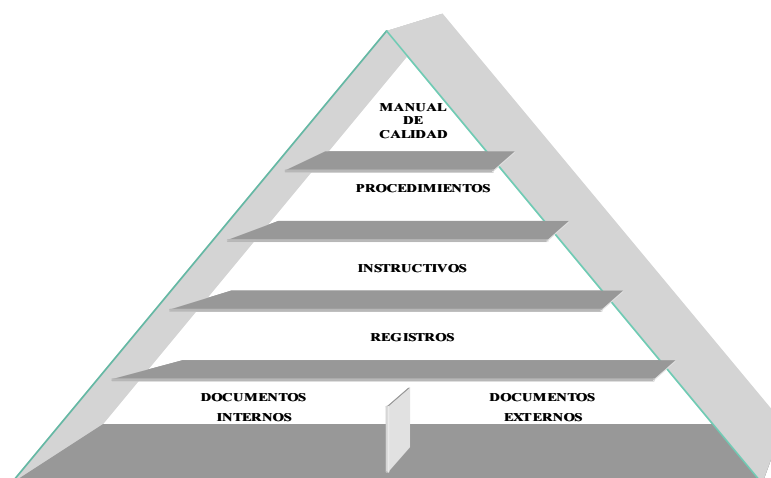 MANUAL
DE
CALIDAD
PROCEDIMIENTOS
INSTRUCTIVOS
REGISTROS
DOCUMENTOS
INTERNOS
DOCUMENTOS
EXTERNOS